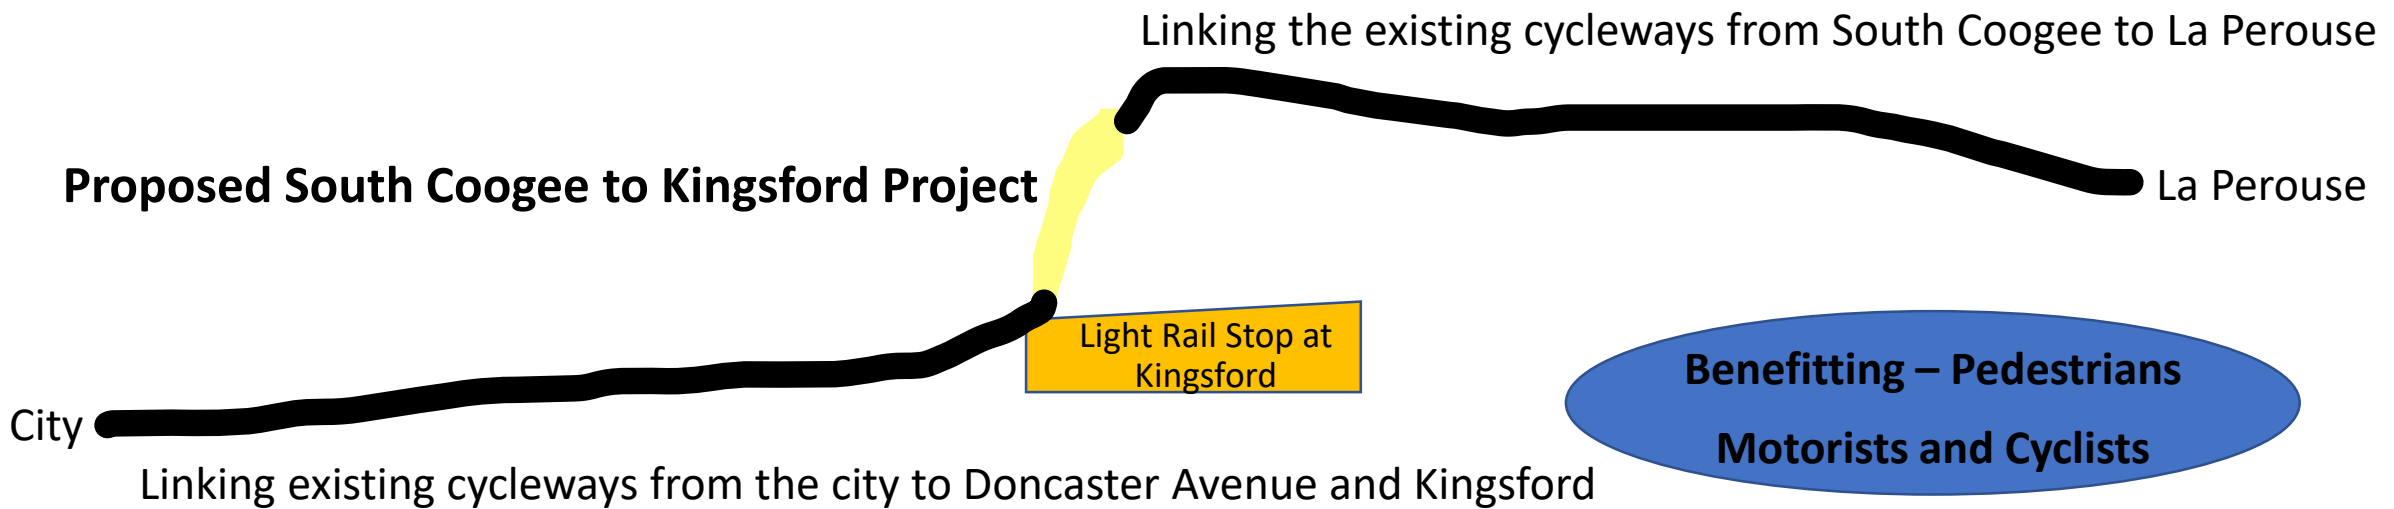 Linking the existing cycleways from South Coogee to La Perouse
Proposed South Coogee to Kingsford Project
La Perouse
Light Rail Stop at
Kingsford
Benefitting – Pedestrians
Motorists and Cyclists
City
Linking existing cycleways from the city to Doncaster Avenue and Kingsford